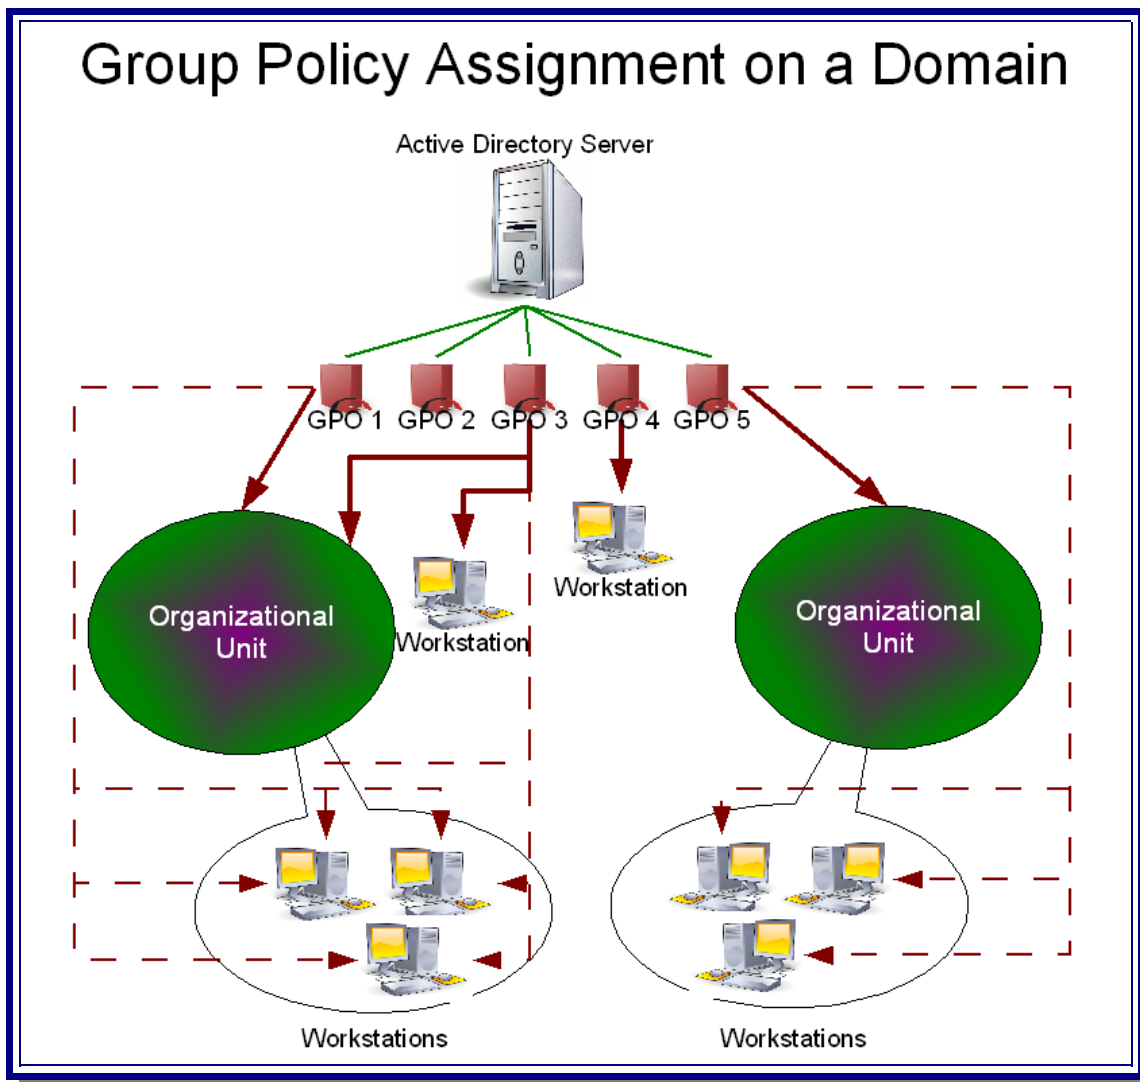 Group Policy Assignment on a Domain
Active Directory Server
GPO 1 GPO 2 GPO 3 GPO 4 GPO 5
Workstation
Organizational
Unit
Workstation
Organizational
Unit
Workstations
Workstations